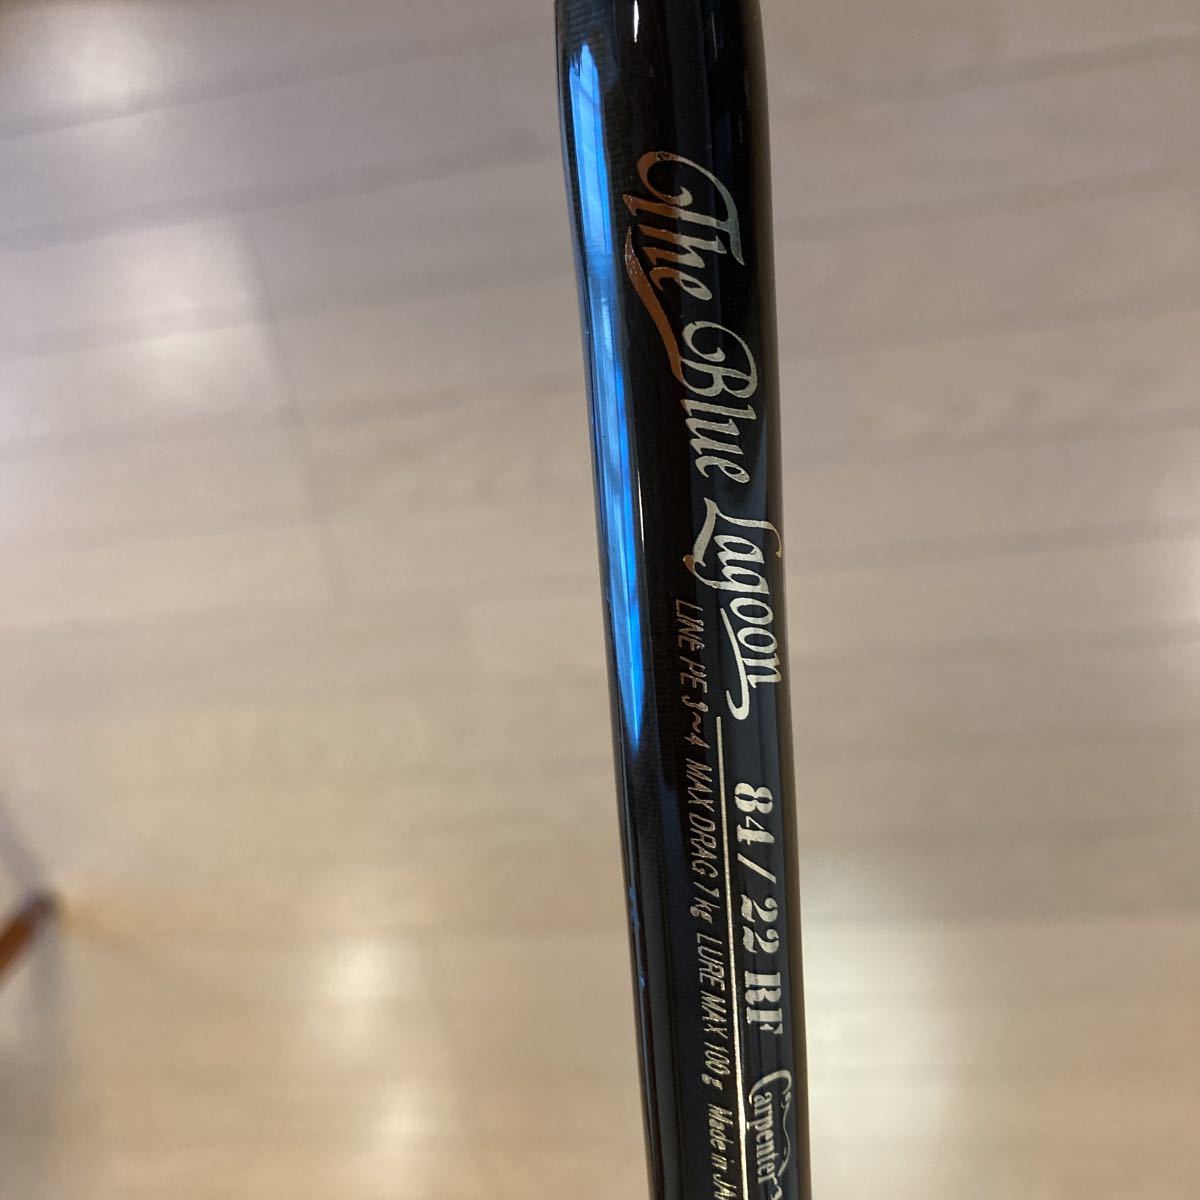 The Blue Lagoon 84/22 RF Carpenter
LINE PE 3~4 MAX DRAG 7kg LURE MAX 100g Made in JA